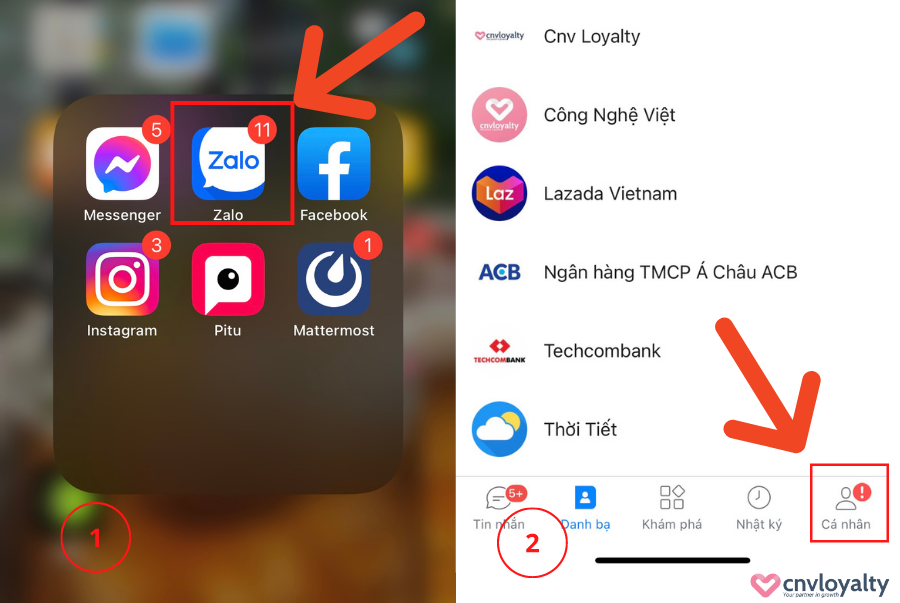 5
11
Zalo
Messenger
Zalo
Facebook
3
1
Instagram
Pitu
Mattermost
1
cnvloyalty
Cnv Loyalty
cnvloyalty
Công Nghệ Việt
Laz
Lazada Vietnam
ACB
Ngân hàng TMCP Á Châu ACB
TECHCOMBANK
Techcombank
Thời Tiết
5+
Tin nhắn
Danh bạ
Khám phá
Nhật ký
Cá nhân
2
cnvloyalty
Your partner in growth